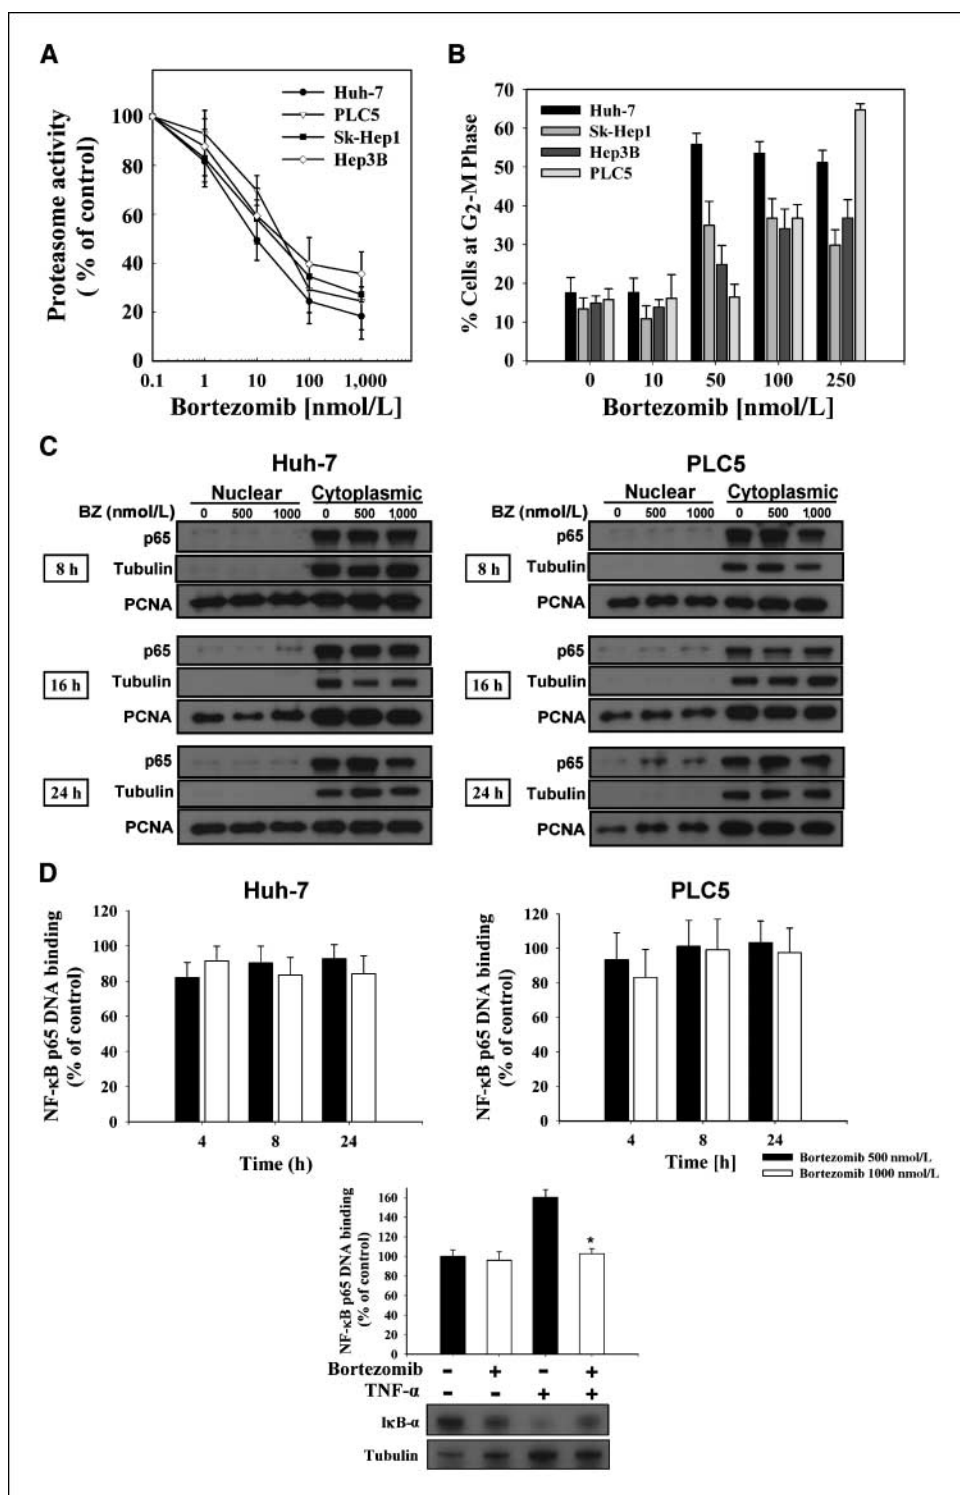 A
Proteasome activity
( % of control)
100
80
60
40
20
0
0.1 1 10 100 1,000
Bortezomib [nmol/L]
Huh-7
PLC5
Sk-Hep1
Hep3B
B
% Cells at G2-M Phase
70
60
50
40
30
20
10
0
Huh-7
Sk-Hep1
Hep3B
PLC5
0 10 50 100 250
Bortezomib [nmol/L]
C
Huh-7
Nuclear Cytoplasmic
BZ (nmol/L) 0 500 1000 0 500 1,000
8 h
p65
Tubulin
PCNA
16 h
p65
Tubulin
PCNA
24 h
p65
Tubulin
PCNA
PLC5
Nuclear Cytoplasmic
BZ (nmol/L) 0 500 1000 0 500 1,000
8 h
p65
Tubulin
PCNA
16 h
p65
Tubulin
PCNA
24 h
p65
Tubulin
PCNA
D
Huh-7
NF-κB p65 DNA binding
(% of control)
120
100
80
60
40
20
0
4 8 24
Time (h)
PLC5
NF-κB p65 DNA binding
(% of control)
120
100
80
60
40
20
0
4 8 24
Time [h]
Bortezomib 500 nmol/L
Bortezomib 1000 nmol/L
NF-κB p65 DNA binding
(% of control)
160
140
120
100
80
60
40
20
0
*
Bortezomib - + - +
TNF-α - - + +
IκB-α
Tubulin